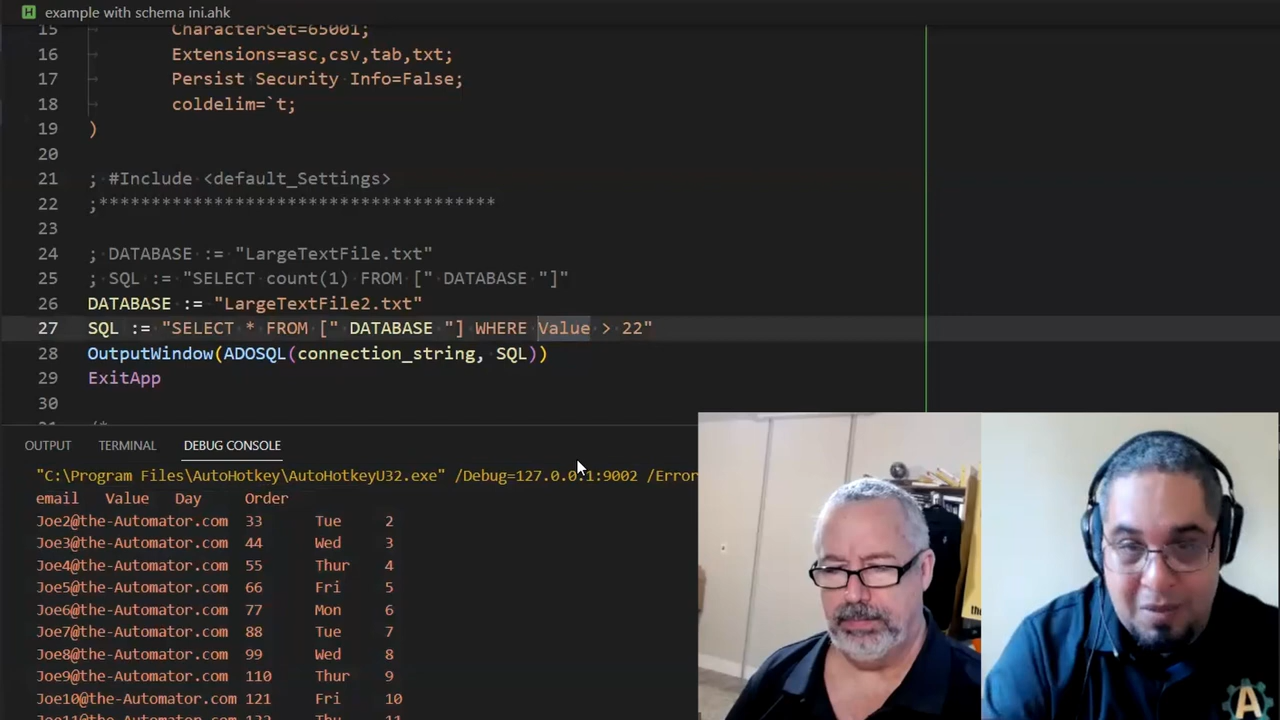 example with schema ini.ahk
15 CharacterSet=65001;
16 Extensions=asc,csv,tab,txt;
17 Persist Security Info=False;
18 coldelim=`t;
19 )
20
21 ; #Include <default_Settings>
22 ;*************************************
23
24 ; DATABASE := "LargeTextFile.txt"
25 ; SQL := "SELECT count(1) FROM [" DATABASE "]"
26 DATABASE := "LargeTextFile2.txt"
27 SQL := "SELECT * FROM [" DATABASE "] WHERE Value > 22"
28 OutputWindow(ADOSQL(connection_string, SQL))
29 ExitApp
30
OUTPUT TERMINAL DEBUG CONSOLE
"C:\Program Files\AutoHotkey\AutoHotkeyU32.exe" /Debug=127.0.0.1:9002 /Error
email Value Day Order
Joe2@the-Automator.com 33 Tue 2
Joe3@the-Automator.com 44 Wed 3
Joe4@the-Automator.com 55 Thur 4
Joe5@the-Automator.com 66 Fri 5
Joe6@the-Automator.com 77 Mon 6
Joe7@the-Automator.com 88 Tue 7
Joe8@the-Automator.com 99 Wed 8
Joe9@the-Automator.com 110 Thur 9
Joe10@the-Automator.com 121 Fri 10
Joe11@the-Automator.com 132 Thu 11